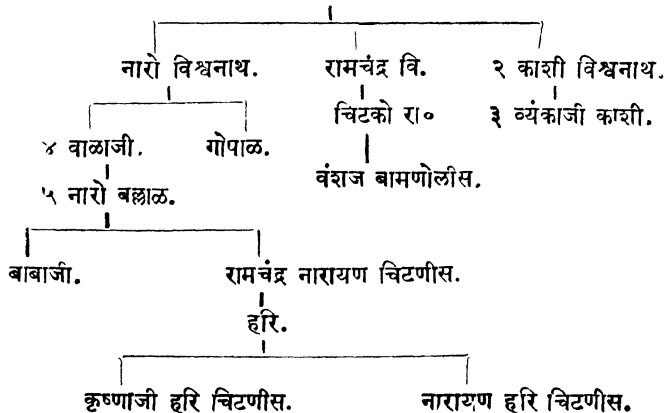 नारो विश्वनाथ. रामचंद्र वि. २ काशी विश्वनाथ.
चिटको रा० ३ व्यंकाजी काशी.
४ वाळाजी. गोपाळ.
वंशज बामणोलीस.
५ नारो बल्लाळ.
बाबाजी. रामचंद्र नारायण चिटणीस.
हरि.
कृष्णाजी हरि चिटणीस. नारायण हरि चिटणीस.